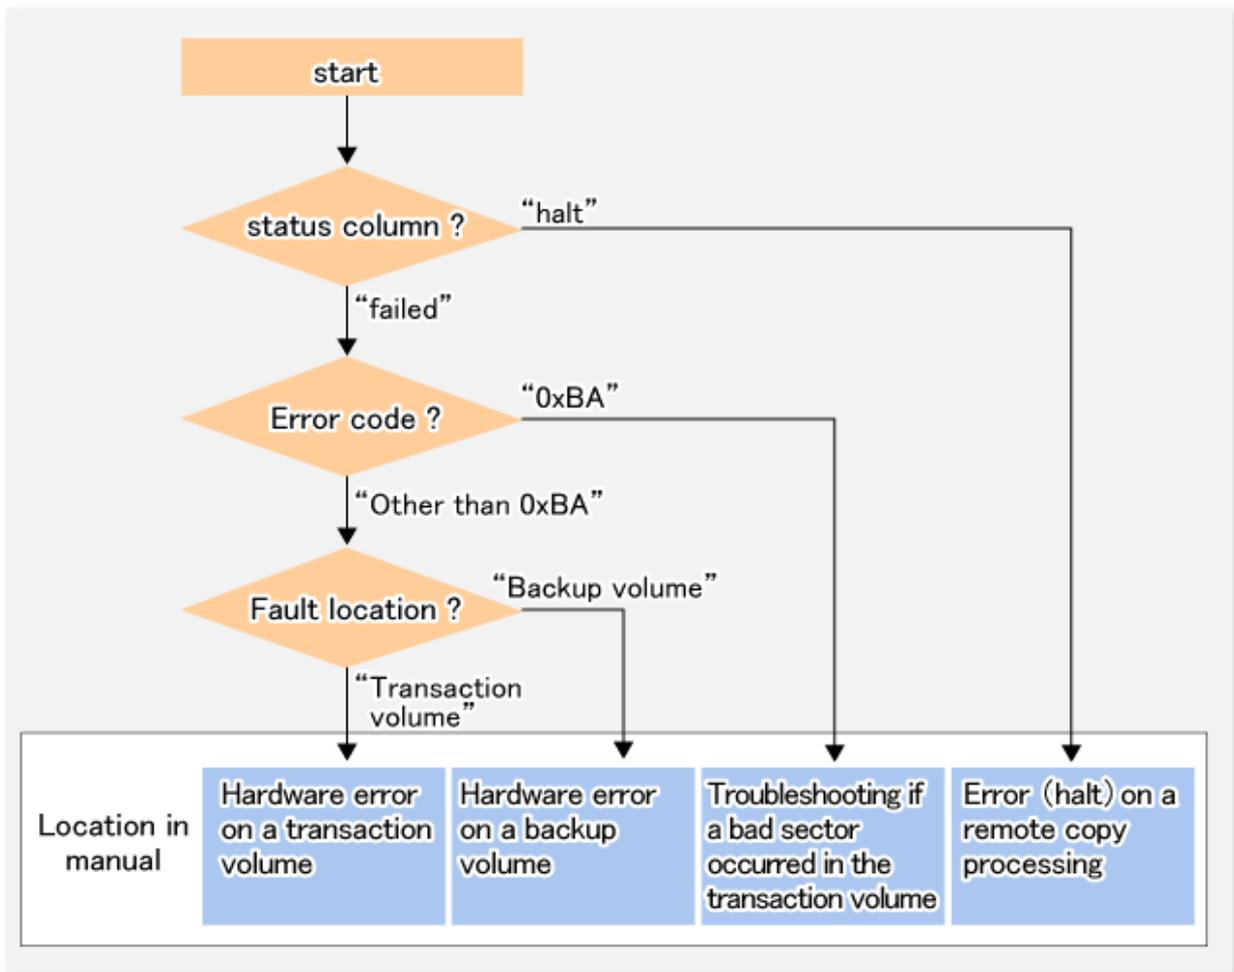 start
status column ?
“halt”
“failed”
Error code ?
“0xBA”
“Other than 0xBA”
Fault location ?
“Backup volume”
“Transaction
volume”
Location in
manual
Hardware error
on a transaction
volume
Hardware error
on a backup
volume
Troubleshooting if
a bad sector
occurred in the
transaction volume
Error (halt) on a
remote copy
processing